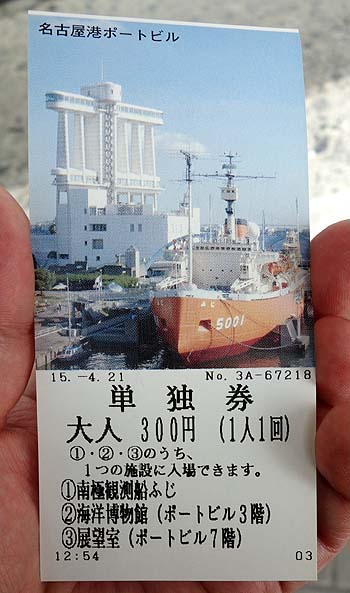 名古屋港ポートビル
ふじ
5001
15.-4.21 No.3A-67218
単独券
大人 300円 (1人1回)
①・②・③のうち、
1つの施設に入場できます。
①南極観測船ふじ
②海洋博物館(ポートビル3階)
③展望室(ポートビル7階)
12:54 03